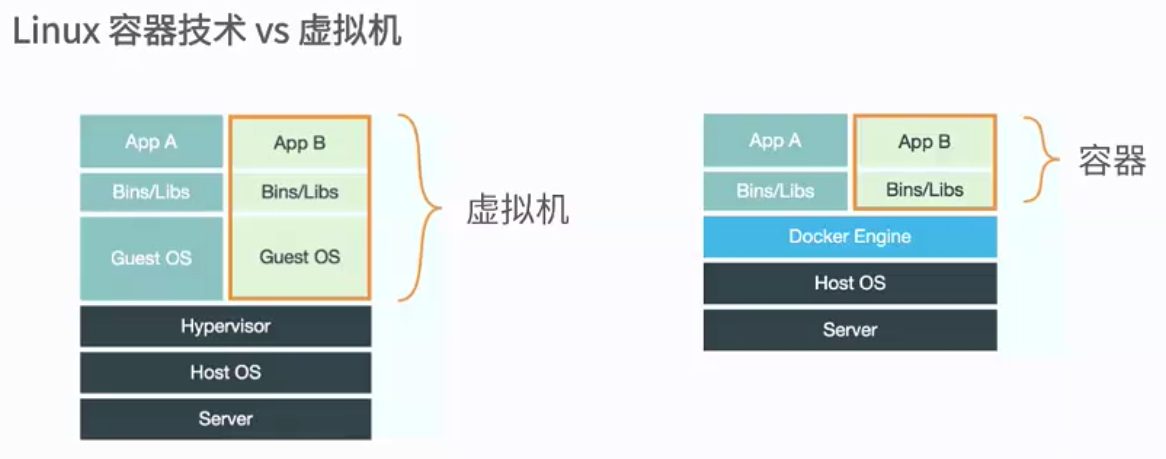 Linux 容器技术 vs 虚拟机
App A
App B
Bins/Libs
Bins/Libs
Guest OS
Guest OS
Hypervisor
Host OS
Server
虚拟机
App A
App B
Bins/Libs
Bins/Libs
Docker Engine
Host OS
Server
容器